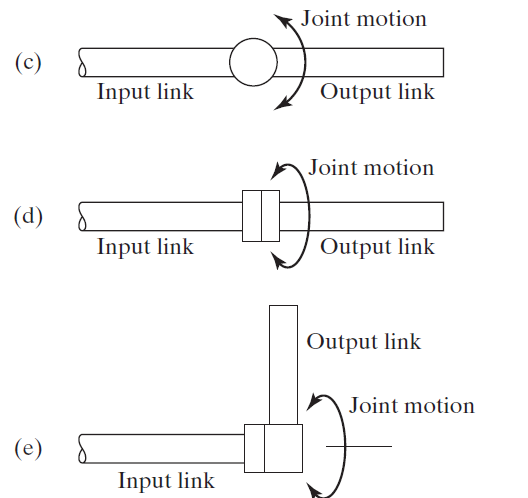 Joint motion
(c)
Input link
Output link
Joint motion
(d)
Input link
Output link
Output link
Joint motion
(e)
Input link